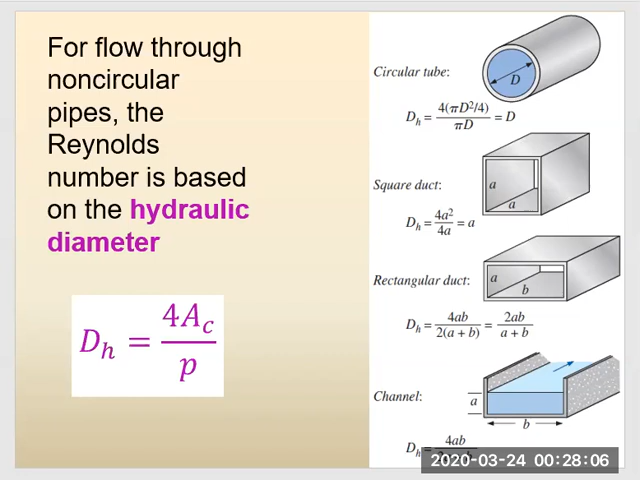 For flow through
noncircular
pipes, the
Reynolds
number is based
on the hydraulic
diameter
D_h = 4A_c / p
Circular tube:
D
D_h = 4(πD²/4) / πD = D
Square duct:
a
a
D_h = 4a² / 4a = a
Rectangular duct:
a
b
D_h = 4ab / 2(a + b) = 2ab / a + b
Channel:
a
b
D_h = 4ab
2020-03-24 00:28:06